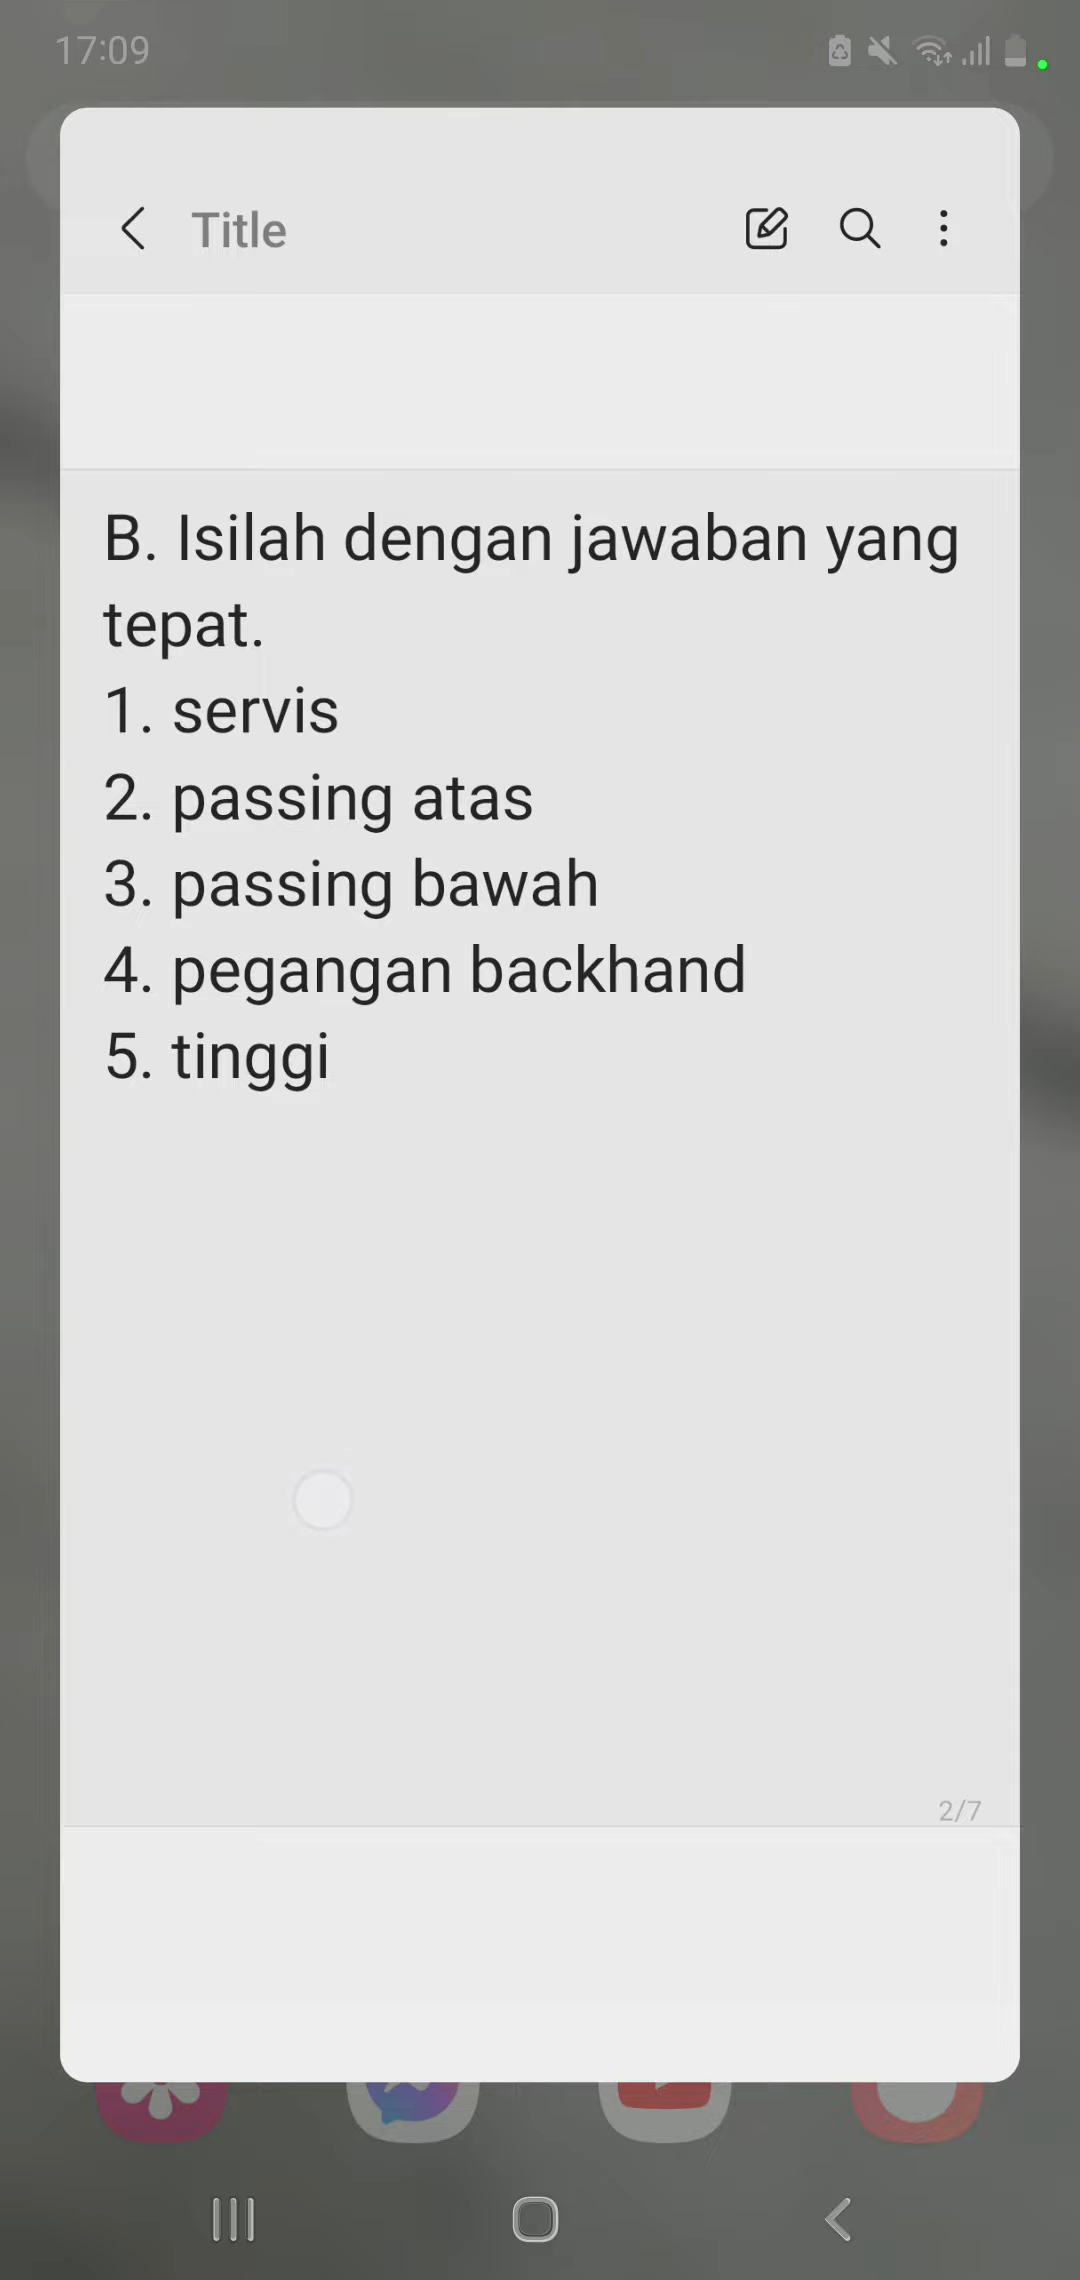 17:09
Title
B. Isilah dengan jawaban yang
tepat.
1. servis
2. passing atas
3. passing bawah
4. pegangan backhand
5. tinggi
2/7